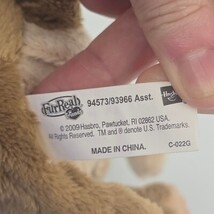 FurReal
94573/93966 Asst.
Hasbro
© 2009 Hasbro, Pawtucket, RI 02862 USA.
All Rights Reserved. TM and ® denote U.S. Trademarks.
MADE IN CHINA.
C-022G